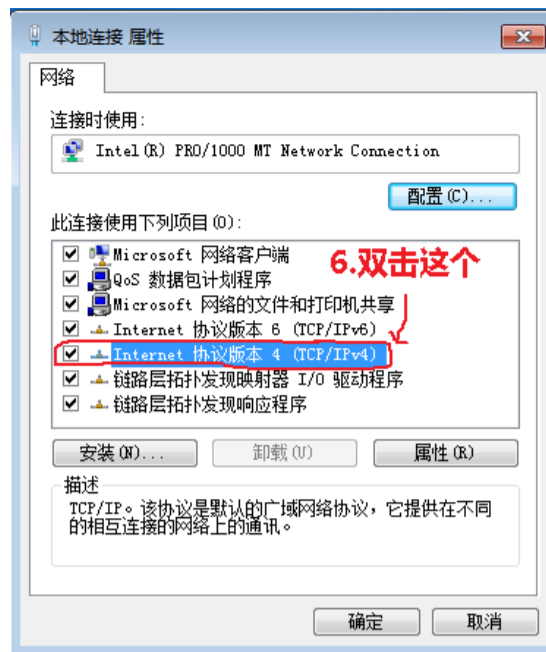 本地连接 属性
网络
连接时使用:
Intel(R) PRO/1000 MT Network Connection
配置(C)...
此连接使用下列项目(O):
Microsoft 网络客户端
6.双击这个
QoS 数据包计划程序
Microsoft 网络的文件和打印机共享
Internet 协议版本 6 (TCP/IPv6)
Internet 协议版本 4 (TCP/IPv4)
链路层拓扑发现映射器 I/O 驱动程序
链路层拓扑发现响应程序
安装(N)...
卸载(U)
属性(R)
描述
TCP/IP。该协议是默认的广域网络协议，它提供在不同
的相互连接的网络上的通讯。
确定
取消